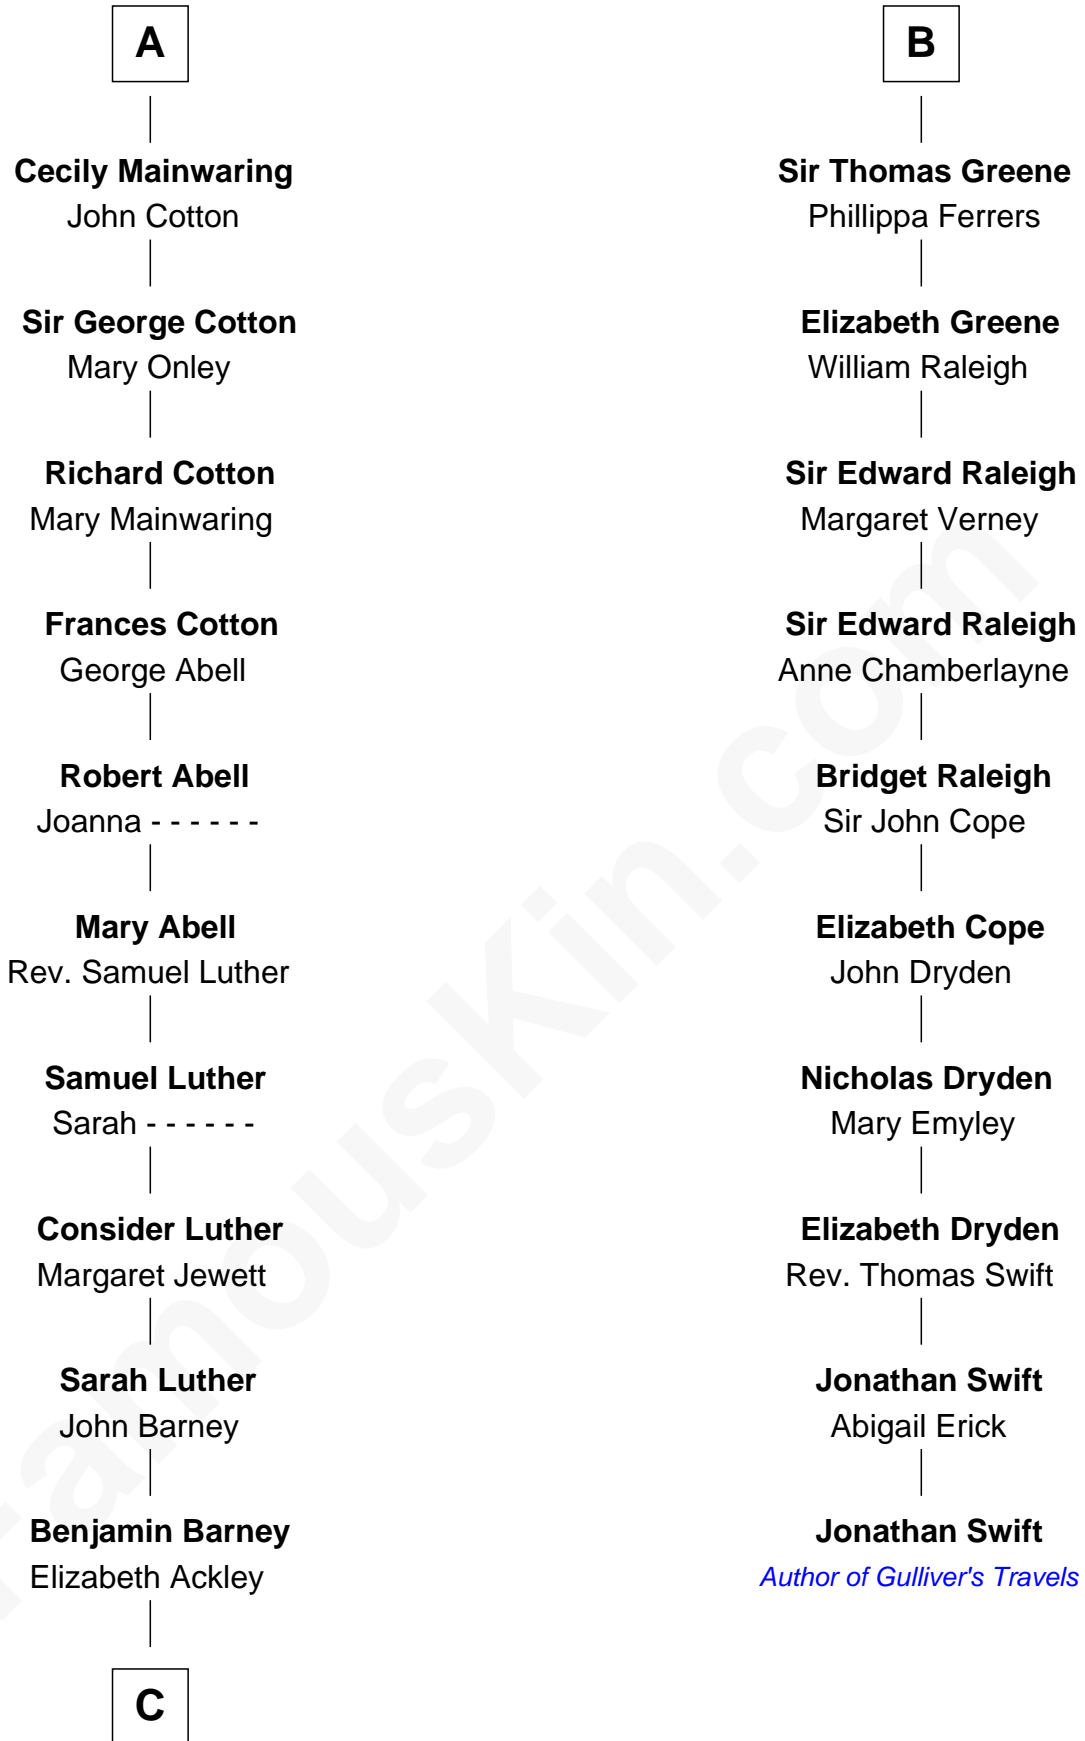 A
Cecily Mainwaring
John Cotton
Sir George Cotton
Mary Onley
Richard Cotton
Mary Mainwaring
Frances Cotton
George Abell
Robert Abell
Joanna - - - - - -
Mary Abell
Rev. Samuel Luther
Samuel Luther
Sarah - - - - - -
Consider Luther
Margaret Jewett
Sarah Luther
John Barney
Benjamin Barney
Elizabeth Ackley
C
B
Sir Thomas Greene
Phillippa Ferrers
Elizabeth Greene
William Raleigh
Sir Edward Raleigh
Margaret Verney
Sir Edward Raleigh
Anne Chamberlayne
Bridget Raleigh
Sir John Cope
Elizabeth Cope
John Dryden
Nicholas Dryden
Mary Emyley
Elizabeth Dryden
Rev. Thomas Swift
Jonathan Swift
Abigail Erick
Jonathan Swift
Author of Gulliver's Travels
FamousKin.com